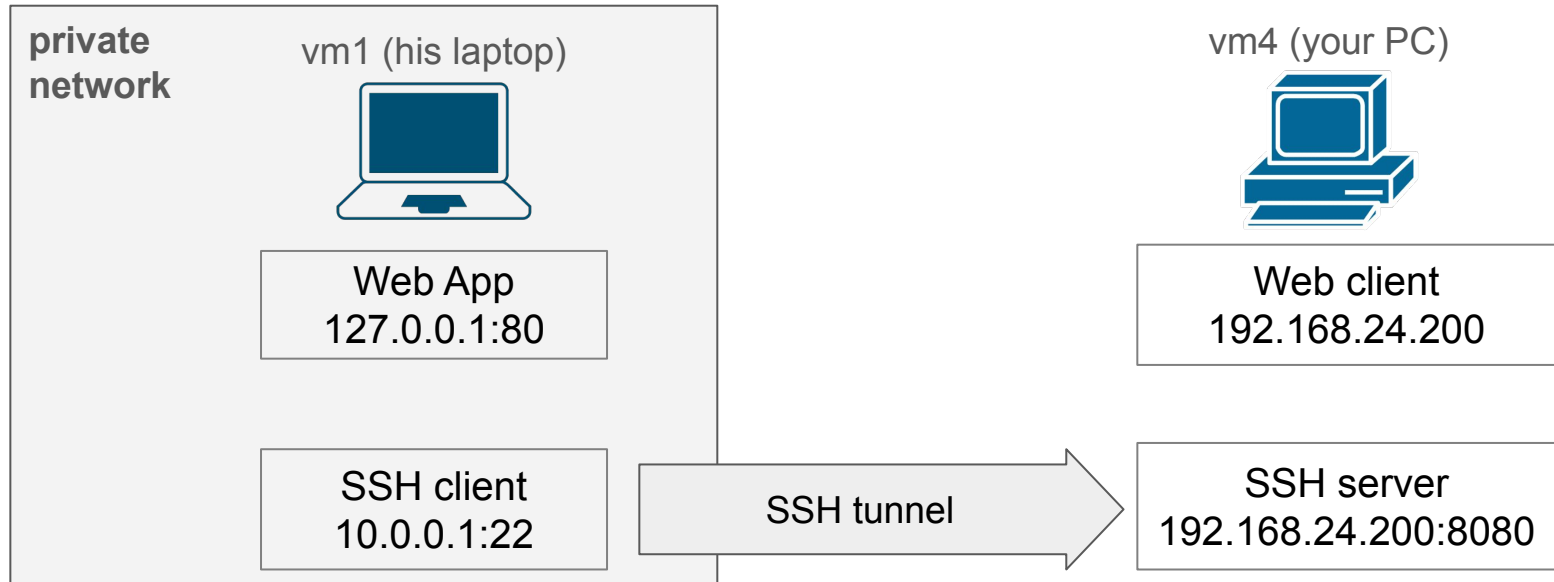 private
network
vm1 (his laptop)
vm4 (your PC)
Web App
127.0.0.1:80
Web client
192.168.24.200
SSH client
10.0.0.1:22
SSH tunnel
SSH server
192.168.24.200:8080